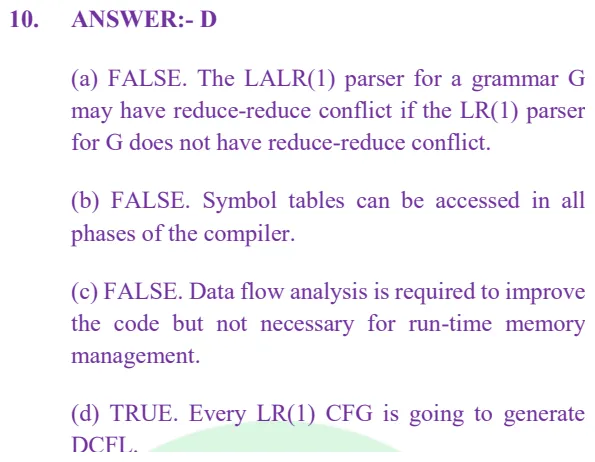 10. ANSWER:- D
(a) FALSE. The LALR(1) parser for a grammar G
may have reduce-reduce conflict if the LR(1) parser
for G does not have reduce-reduce conflict.
(b) FALSE. Symbol tables can be accessed in all
phases of the compiler.
(c) FALSE. Data flow analysis is required to improve
the code but not necessary for run-time memory
management.
(d) TRUE. Every LR(1) CFG is going to generate
DCFL.